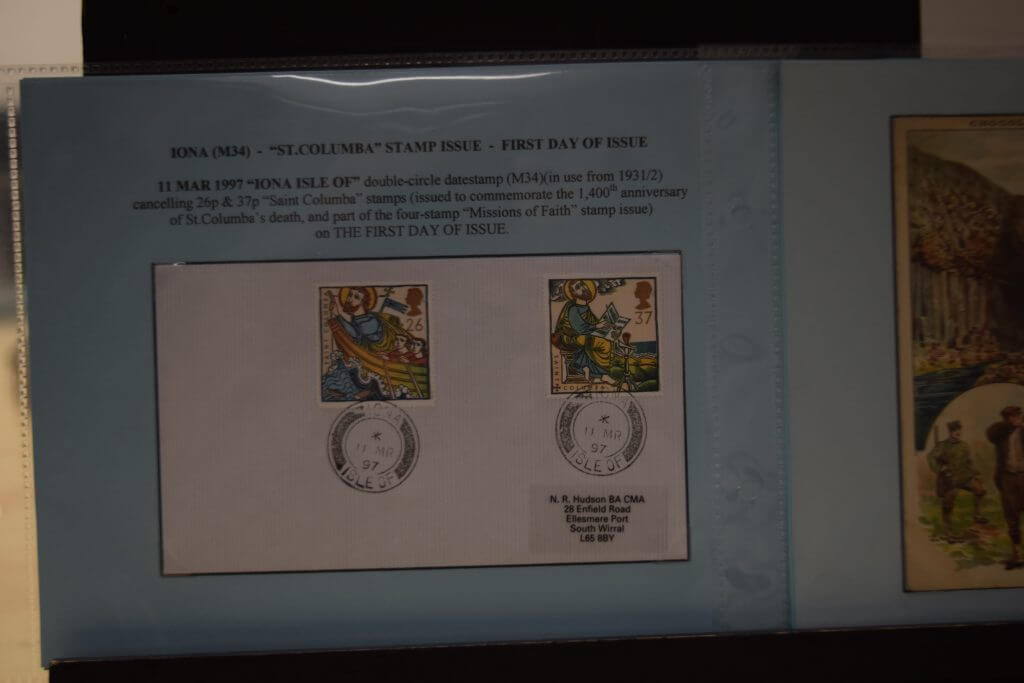 IONA (M34) - "ST.COLUMBA" STAMP ISSUE - FIRST DAY OF ISSUE
11 MAR 1997 "IONA ISLE OF" double-circle datestamp (M34)(in use from 1931/2)
cancelling 26p & 37p "Saint Columba" stamps (issued to commemorate the 1,400th anniversary
of St.Columba's death, and part of the four-stamp "Missions of Faith" stamp issue)
on THE FIRST DAY OF ISSUE.
26
37
SAINT COLUMBA
IONA
*
11 MR
97
ISLE OF
IONA
*
11 MR
97
ISLE OF
N. R. Hudson BA CMA
28 Enfield Road
Ellesmere Port
South Wirral
L65 8BY